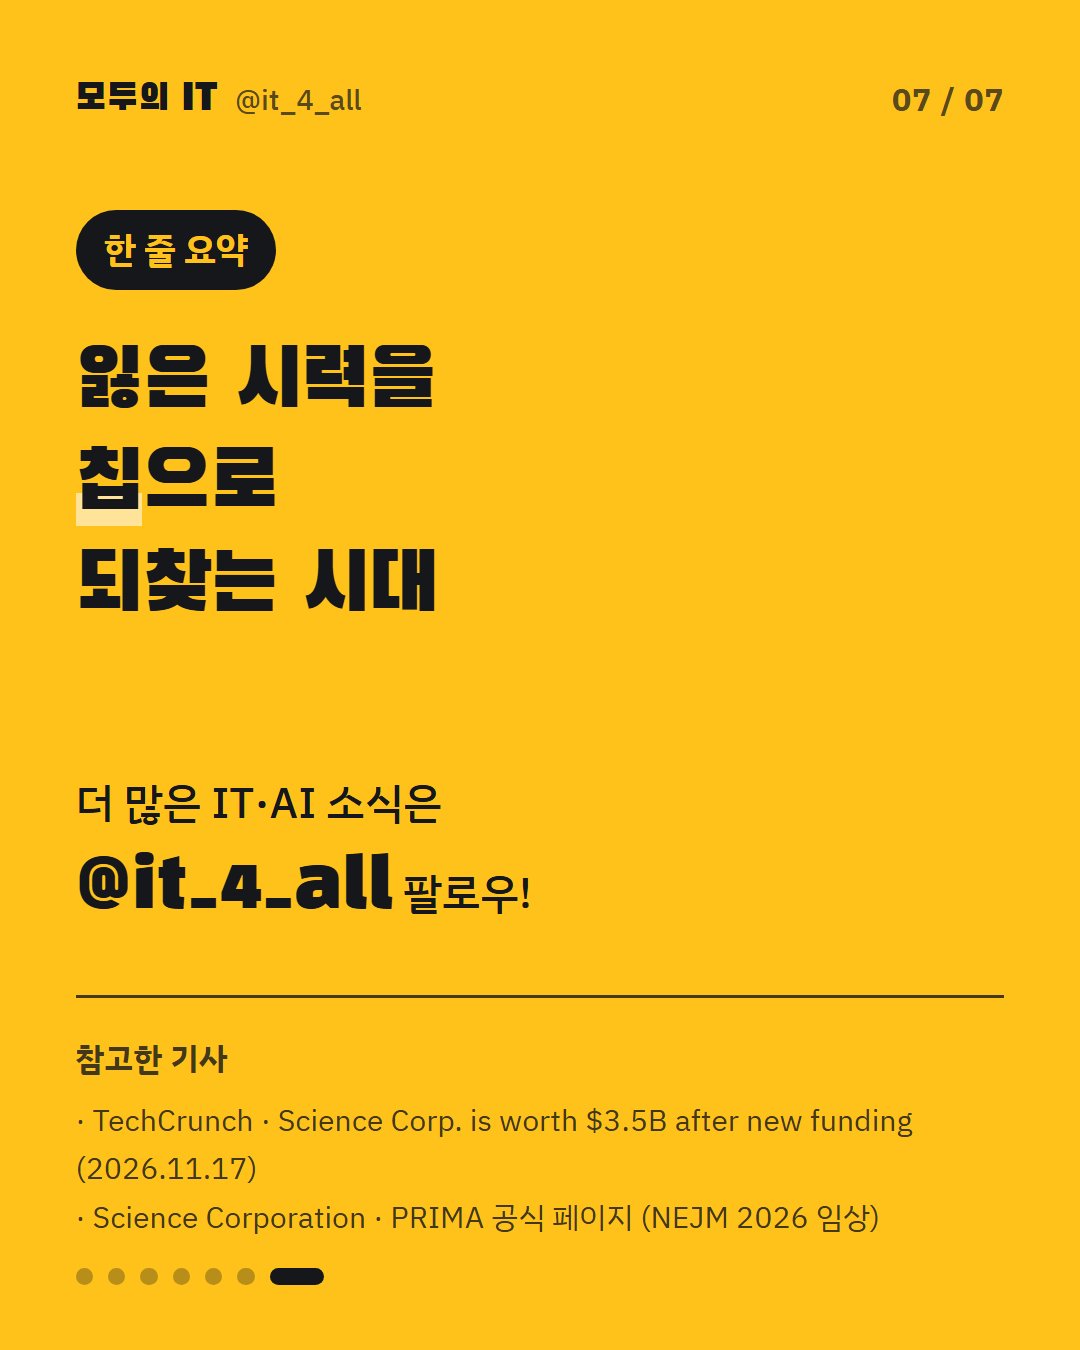 모두의 IT @it_4_all
07 / 07
한 줄 요약
잃은 시력을
칩으로
되찾는 시대
더 많은 IT·AI 소식은
@it_4_all 팔로우!
참고한 기사
· TechCrunch · Science Corp. is worth $3.5B after new funding
(2026.11.17)
· Science Corporation · PRIMA 공식 페이지 (NEJM 2026 임상)